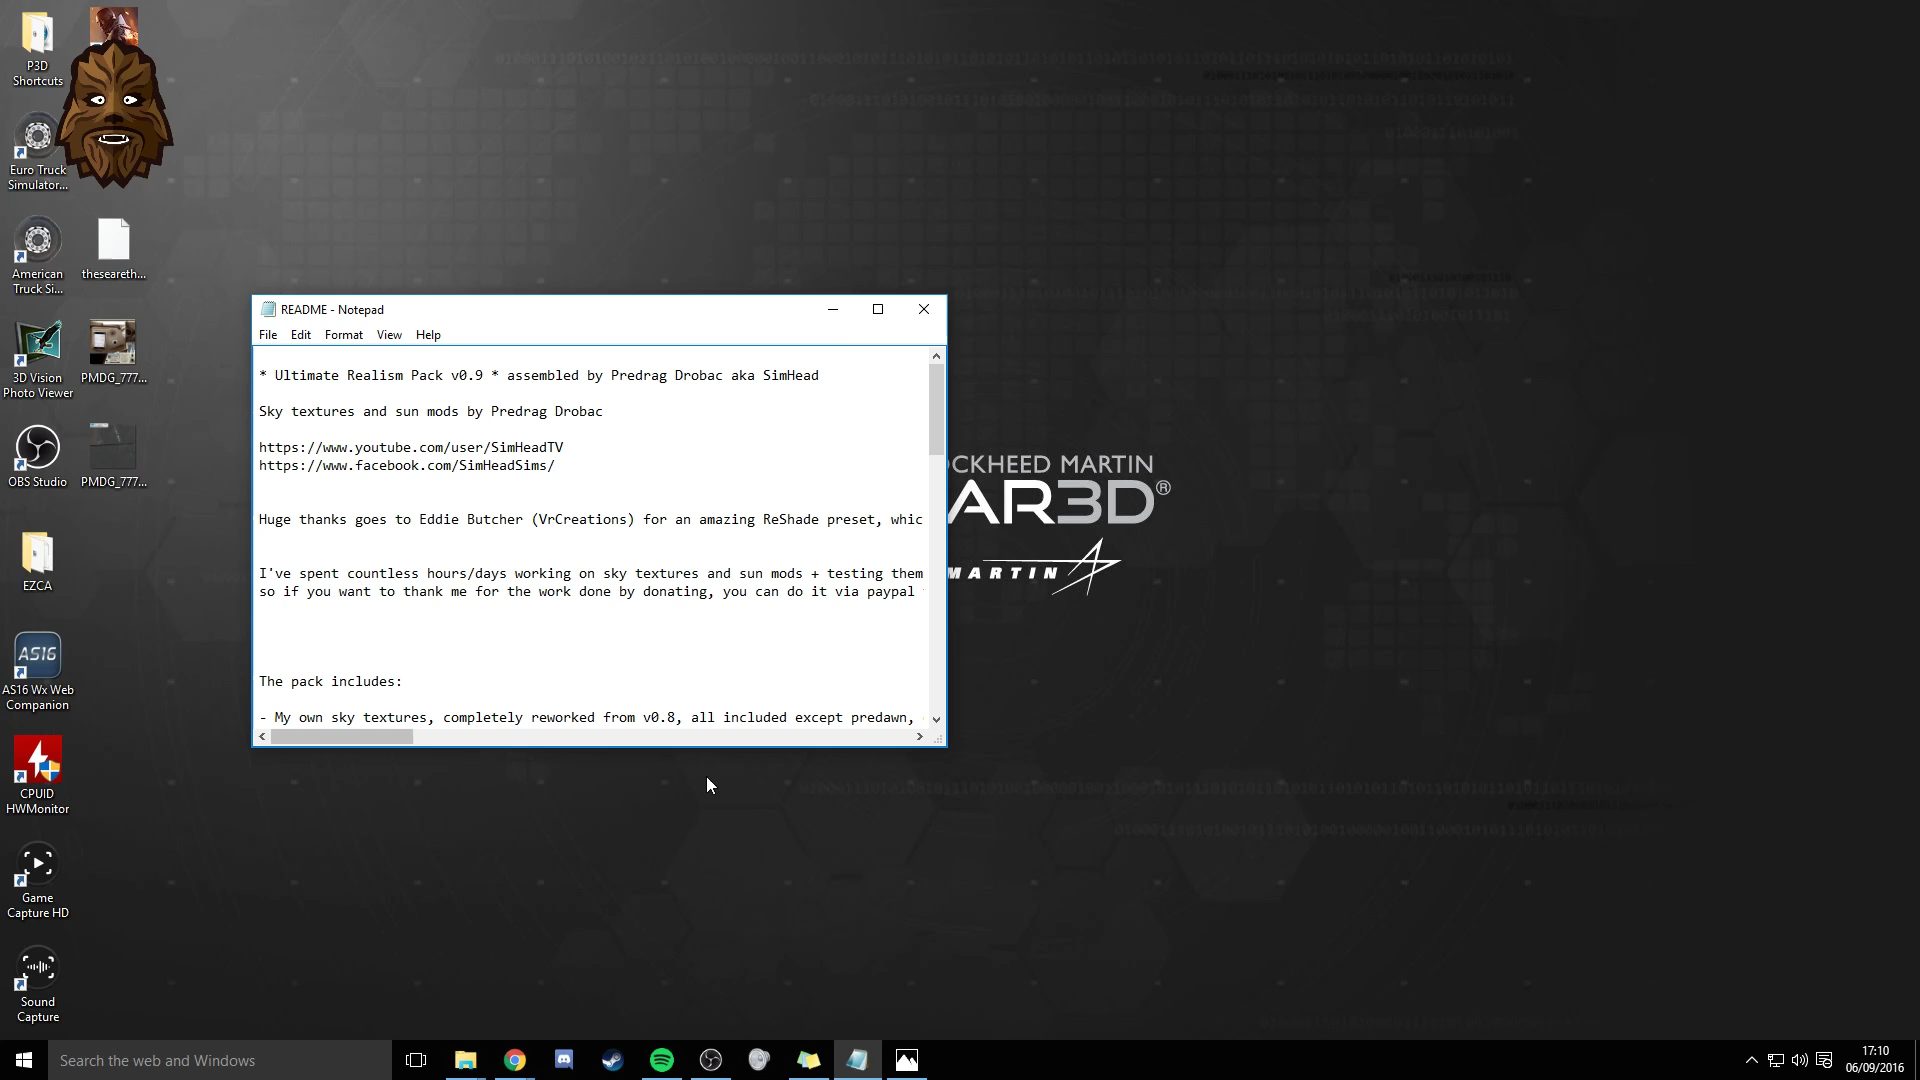 P3D
Shortcuts
Euro Truck
Simulator...
American
Truck Si...
theseareth...
3D Vision
Photo Viewer
PMDG_777...
OBS Studio
PMDG_777...
EZCA
AS16
AS16 Wx Web
Companion
CPUID
HWMonitor
Game
Capture HD
Sound
Capture
README - Notepad
File Edit Format View Help
* Ultimate Realism Pack v0.9 * assembled by Predrag Drobac aka SimHead
Sky textures and sun mods by Predrag Drobac
https://www.youtube.com/user/SimHeadTV
https://www.facebook.com/SimHeadSims/
Huge thanks goes to Eddie Butcher (VrCreations) for an amazing ReShade preset, whic
I've spent countless hours/days working on sky textures and sun mods + testing them
so if you want to thank me for the work done by donating, you can do it via paypal
The pack includes:
- My own sky textures, completely reworked from v0.8, all included except predawn,
OCKHEED MARTIN
AR3D®
MARTIN
Search the web and Windows
17:10
06/09/2016